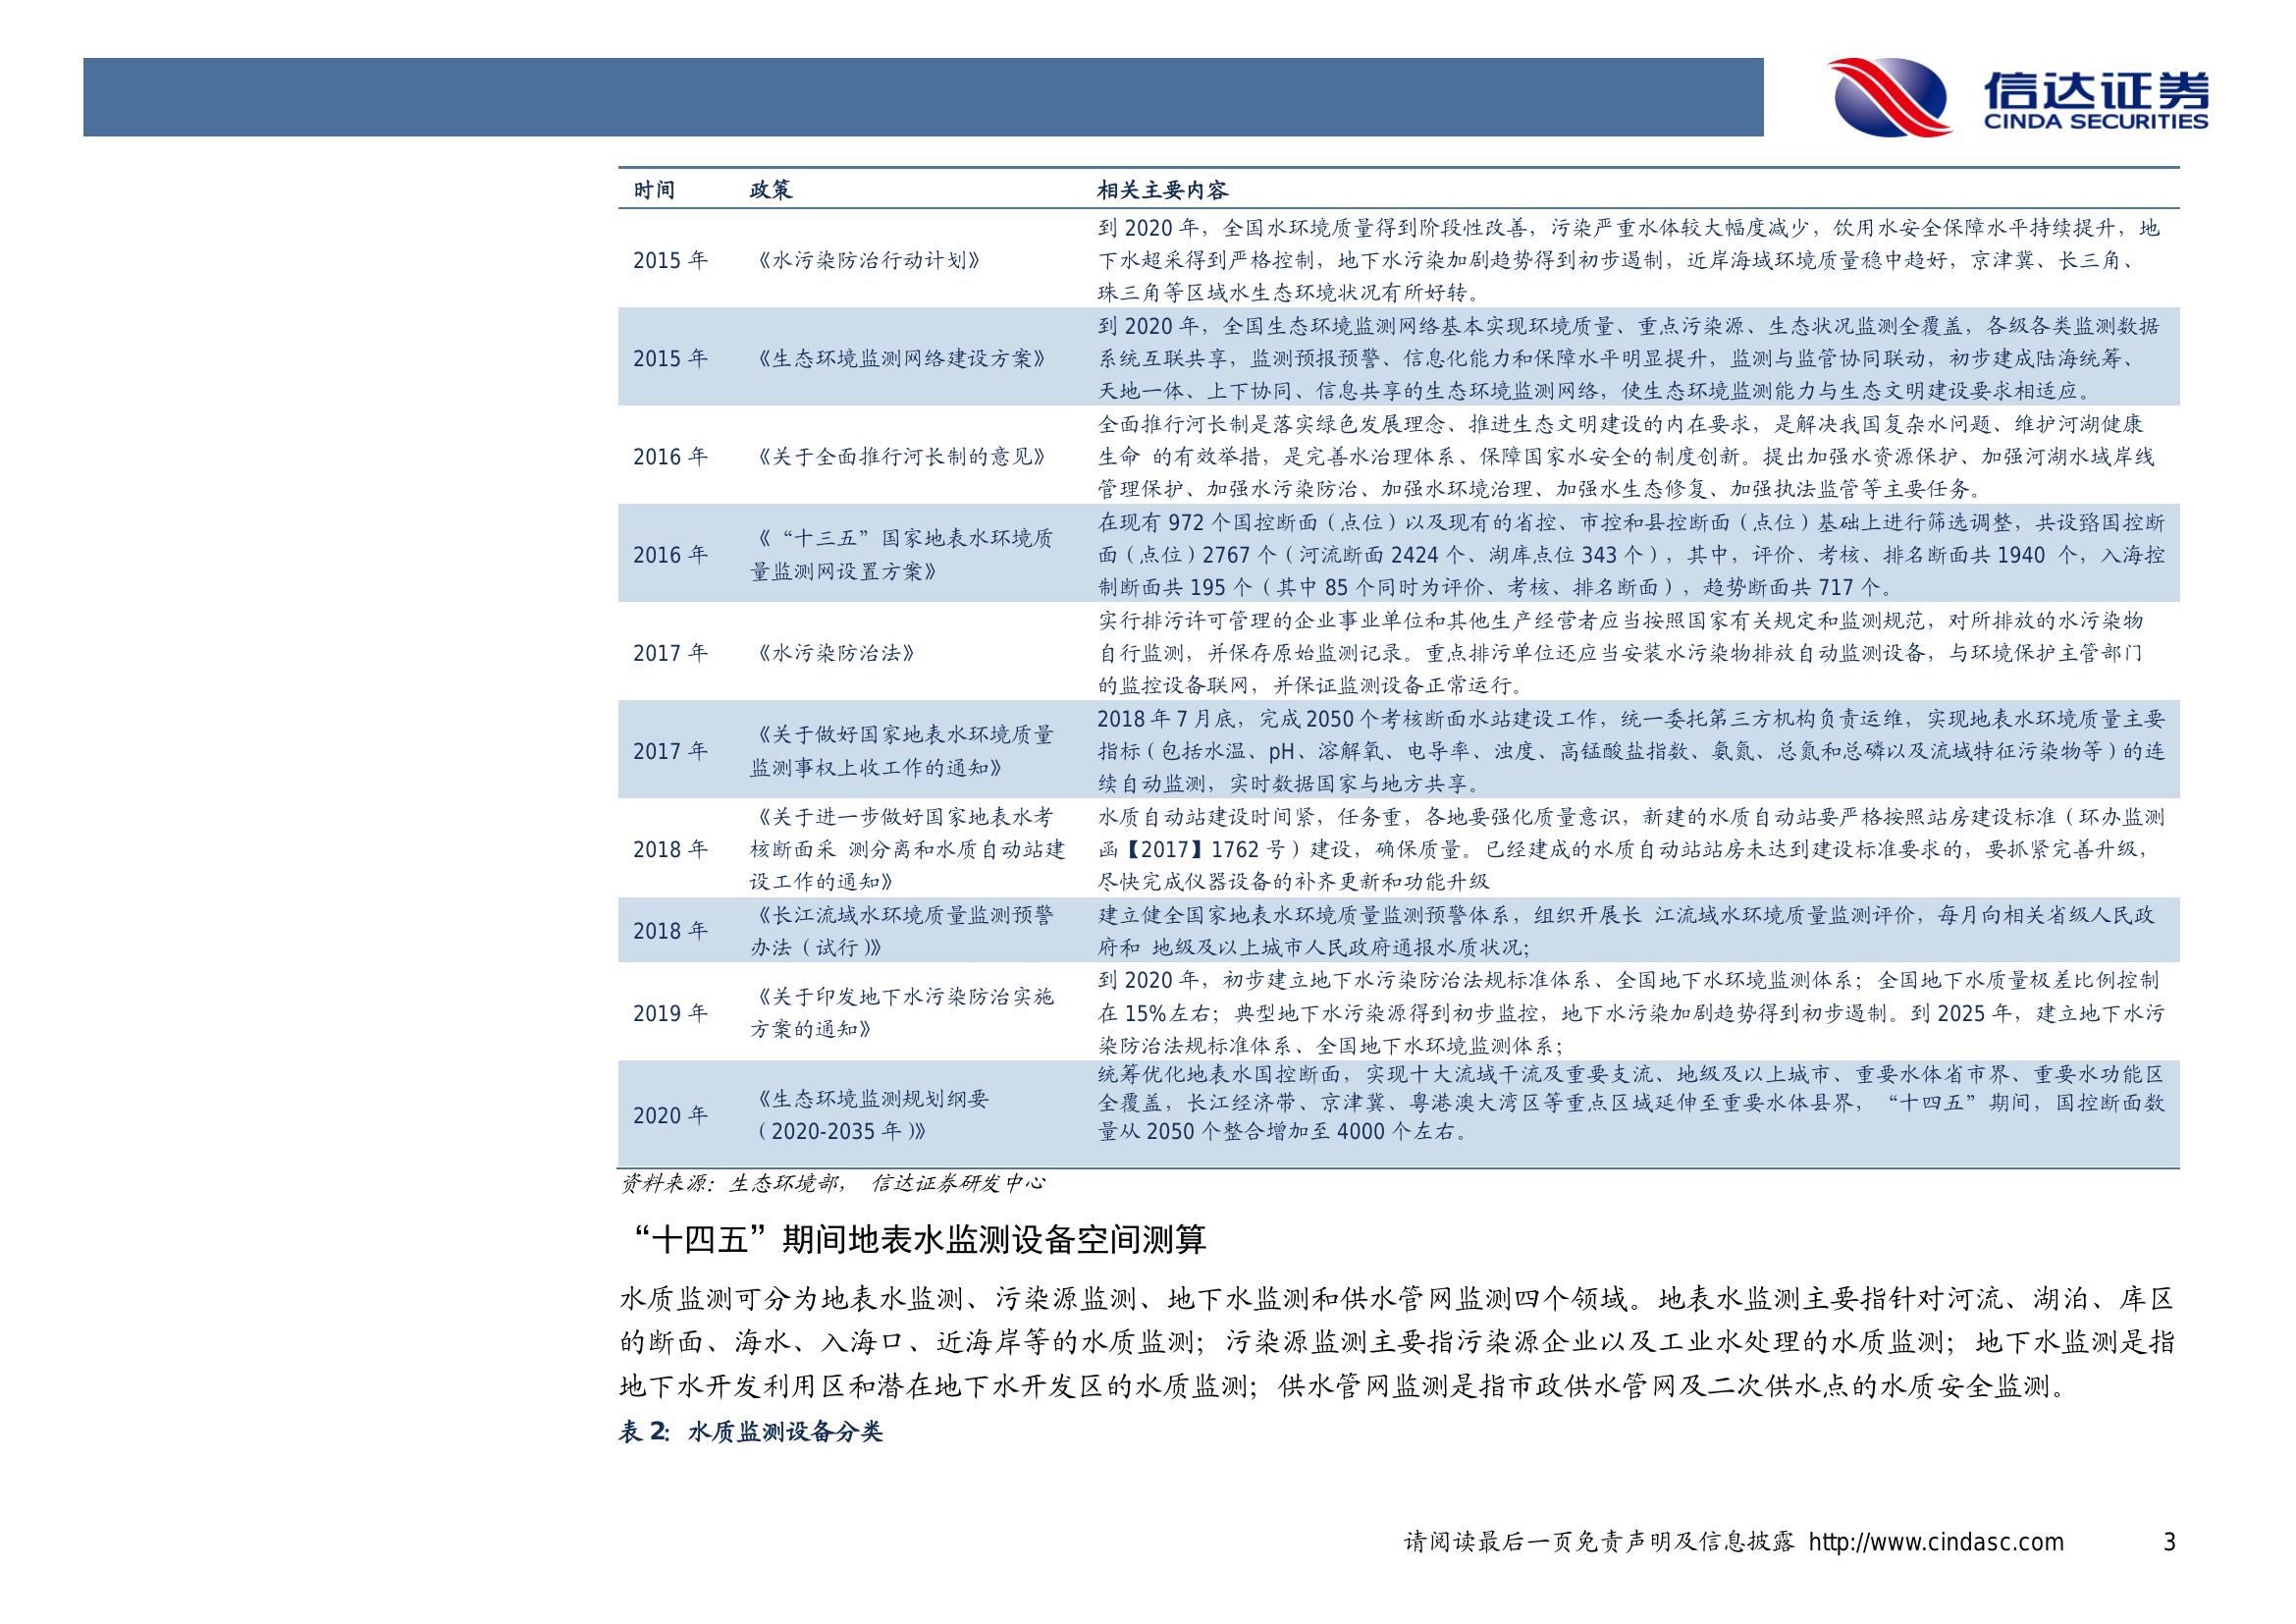 信达证券
CINDA SECURITIES
时间 政策 相关主要内容
2015 年 《水污染防治行动计划》
到 2020 年，全国水环境质量得到阶段性改善，污染严重水体较大幅度减少，饮用水安全保障水平持续提升，地
下水超采得到严格控制，地下水污染加剧趋势得到初步遏制，近岸海域环境质量稳中趋好，京津冀、长三角、
珠三角等区域水生态环境状况有所好转。
2015 年 《生态环境监测网络建设方案》
到 2020 年，全国生态环境监测网络基本实现环境质量、重点污染源、生态状况监测全覆盖，各级各类监测数据
系统互联共享，监测预报预警、信息化能力和保障水平明显提升，监测与监管协同联动，初步建成陆海统筹、
天地一体、上下协同、信息共享的生态环境监测网络，使生态环境监测能力与生态文明建设要求相适应。
2016 年 《关于全面推行河长制的意见》
全面推行河长制是落实绿色发展理念、推进生态文明建设的内在要求，是解决我国复杂水问题、维护河湖健康
生命 的有效举措，是完善水治理体系、保障国家水安全的制度创新。提出加强水资源保护、加强河湖水域岸线
管理保护、加强水污染防治、加强水环境治理、加强水生态修复、加强执法监管等主要任务。
2016 年
《“十三五”国家地表水环境质
量监测网设置方案》
在现有 972 个国控断面（点位）以及现有的省控、市控和县控断面（点位）基础上进行筛选调整，共设臵国控断
面（点位）2767 个（河流断面 2424 个、湖库点位 343 个），其中，评价、考核、排名断面共 1940 个，入海控
制断面共 195 个（其中 85 个同时为评价、考核、排名断面），趋势断面共 717 个。
2017 年 《水污染防治法》
实行排污许可管理的企业事业单位和其他生产经营者应当按照国家有关规定和监测规范，对所排放的水污染物
自行监测，并保存原始监测记录。重点排污单位还应当安装水污染物排放自动监测设备，与环境保护主管部门
的监控设备联网，并保证监测设备正常运行。
2017 年
《关于做好国家地表水环境质量
监测事权上收工作的通知》
2018 年 7 月底，完成 2050 个考核断面水站建设工作，统一委托第三方机构负责运维，实现地表水环境质量主要
指标（包括水温、pH、溶解氧、电导率、浊度、高锰酸盐指数、氨氮、总氮和总磷以及流域特征污染物等）的连
续自动监测，实时数据国家与地方共享。
2018 年
《关于进一步做好国家地表水考
核断面采 测分离和水质自动站建
设工作的通知》
水质自动站建设时间紧，任务重，各地要强化质量意识，新建的水质自动站要严格按照站房建设标准（环办监测
函【2017】1762 号）建设，确保质量。已经建成的水质自动站站房未达到建设标准要求的，要抓紧完善升级，
尽快完成仪器设备的补齐更新和功能升级
2018 年
《长江流域水环境质量监测预警
办法（试行）》
建立健全国家地表水环境质量监测预警体系，组织开展长 江流域水环境质量监测评价，每月向相关省级人民政
府和 地级及以上城市人民政府通报水质状况；
2019 年
《关于印发地下水污染防治实施
方案的通知》
到 2020 年，初步建立地下水污染防治法规标准体系、全国地下水环境监测体系；全国地下水质量极差比例控制
在 15%左右；典型地下水污染源得到初步监控，地下水污染加剧趋势得到初步遏制。到 2025 年，建立地下水污
染防治法规标准体系、全国地下水环境监测体系；
2020 年
《生态环境监测规划纲要
（2020-2035 年）》
统筹优化地表水国控断面，实现十大流域干流及重要支流、地级及以上城市、重要水体省市界、重要水功能区
全覆盖，长江经济带、京津冀、粤港澳大湾区等重点区域延伸至重要水体县界，“十四五”期间，国控断面数
量从 2050 个整合增加至 4000 个左右。
资料来源：生态环境部， 信达证券研发中心
“十四五”期间地表水监测设备空间测算
水质监测可分为地表水监测、污染源监测、地下水监测和供水管网监测四个领域。地表水监测主要指针对河流、湖泊、库区
的断面、海水、入海口、近海岸等的水质监测；污染源监测主要指污染源企业以及工业水处理的水质监测；地下水监测是指
地下水开发利用区和潜在地下水开发区的水质监测；供水管网监测是指市政供水管网及二次供水点的水质安全监测。
表 2：水质监测设备分类
请阅读最后一页免责声明及信息披露 http://www.cindasc.com 3